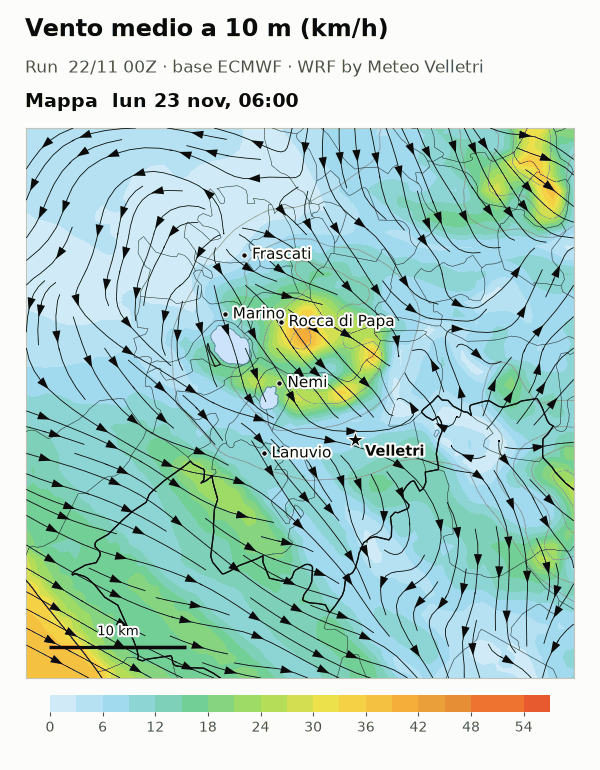 Vento medio a 10 m (km/h)
Run  22/11 00Z · base ECMWF · WRF by Meteo Velletri
Mappa  lun 23 nov, 06:00
Frascati
Marino
Rocca di Papa
Nemi
Velletri
Lanuvio
10 km
0 6 12 18 24 30 36 42 48 54